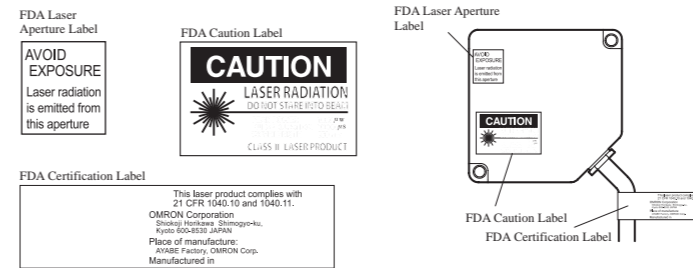 FDA Laser
Aperture Label
AVOID
EXPOSURE
Laser radiation
is emitted from
this aperture
FDA Caution Label
CAUTION
LASER RADIATION
DO NOT STARE INTO BEAM
CLASS II LASER PRODUCT
FDA Certification Label
This laser product complies with
21 CFR 1040.10 and 1040.11.
OMRON Corporation
Shiokoji Horikawa Shimogyo-ku,
Kyoto 600-8530 JAPAN
Place of manufacture:
AYABE Factory, OMRON Corp.
Manufactured in
FDA Laser Aperture
Label
AVOID
EXPOSURE
Laser radiation
is emitted from
this aperture
CAUTION
FDA Caution Label
FDA Certification Label